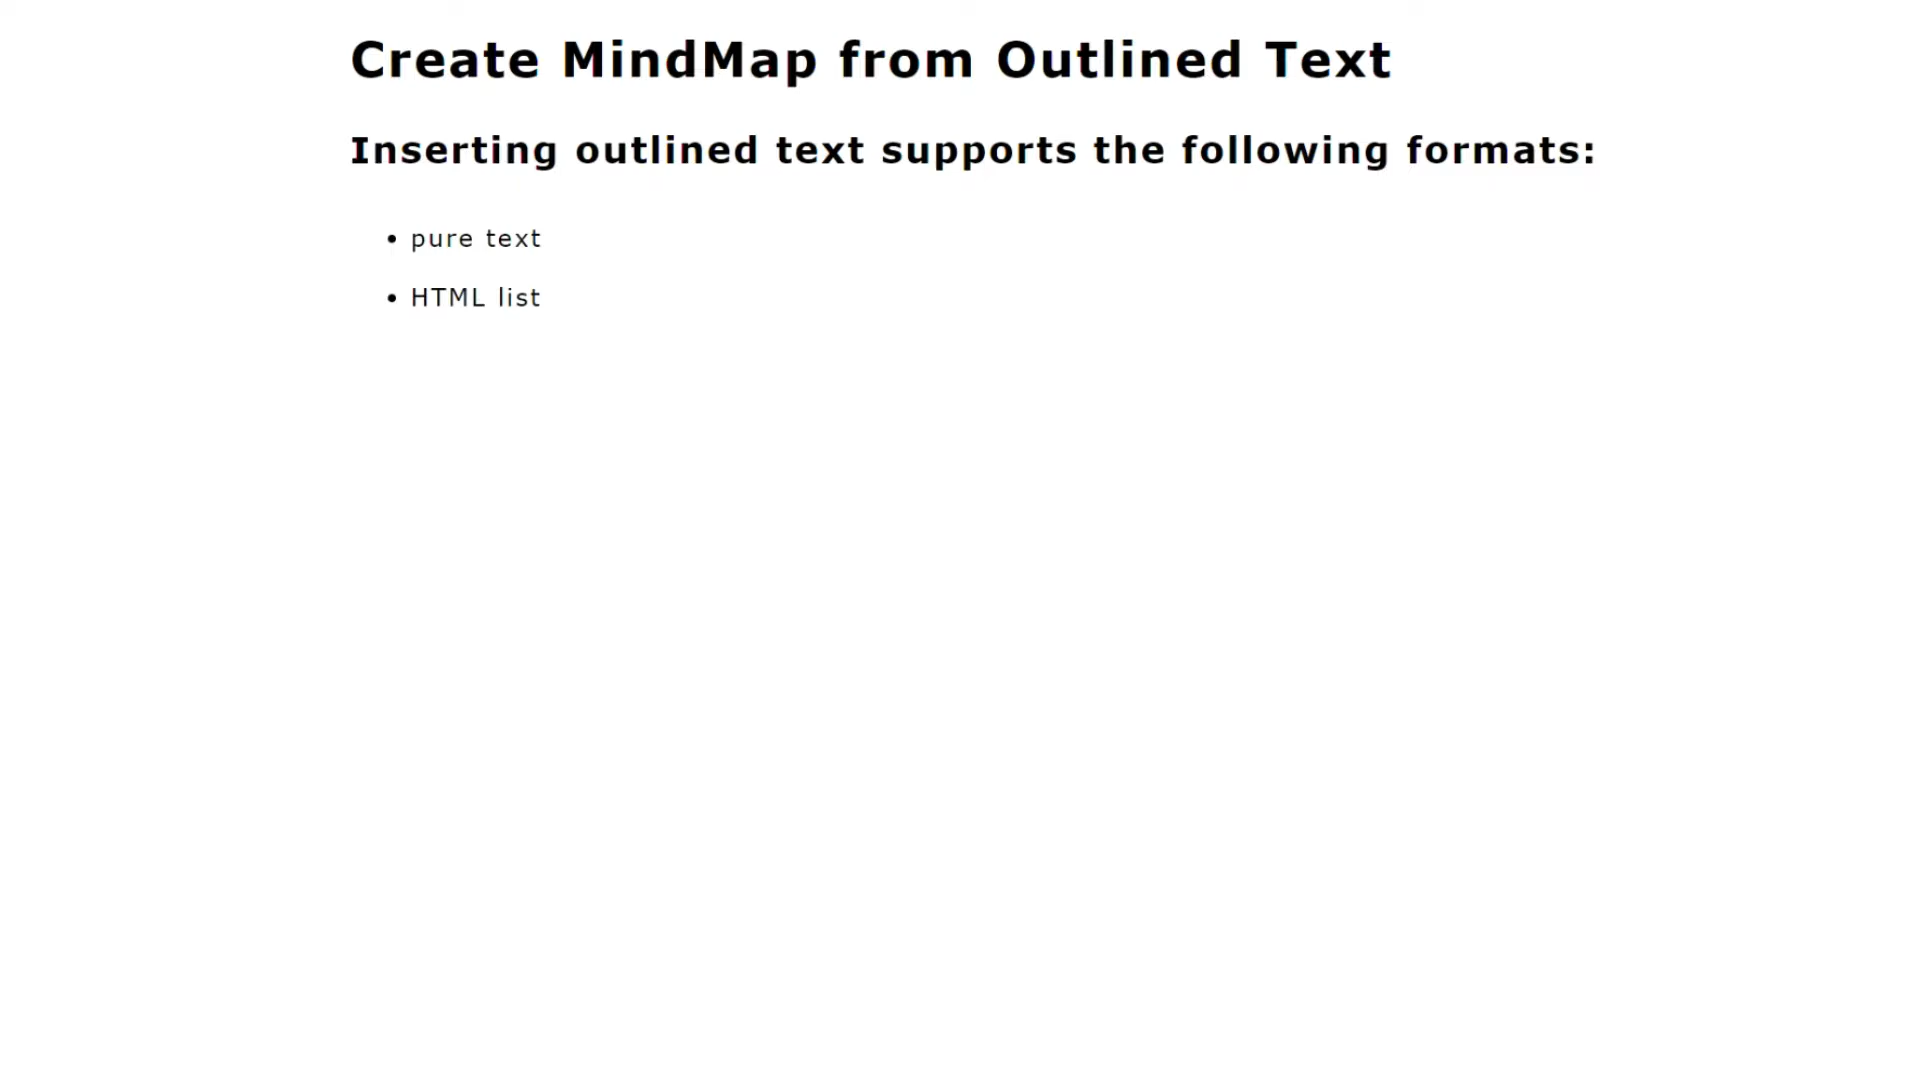 Create MindMap from Outlined Text
Inserting outlined text supports the following formats:
• pure text
• HTML list